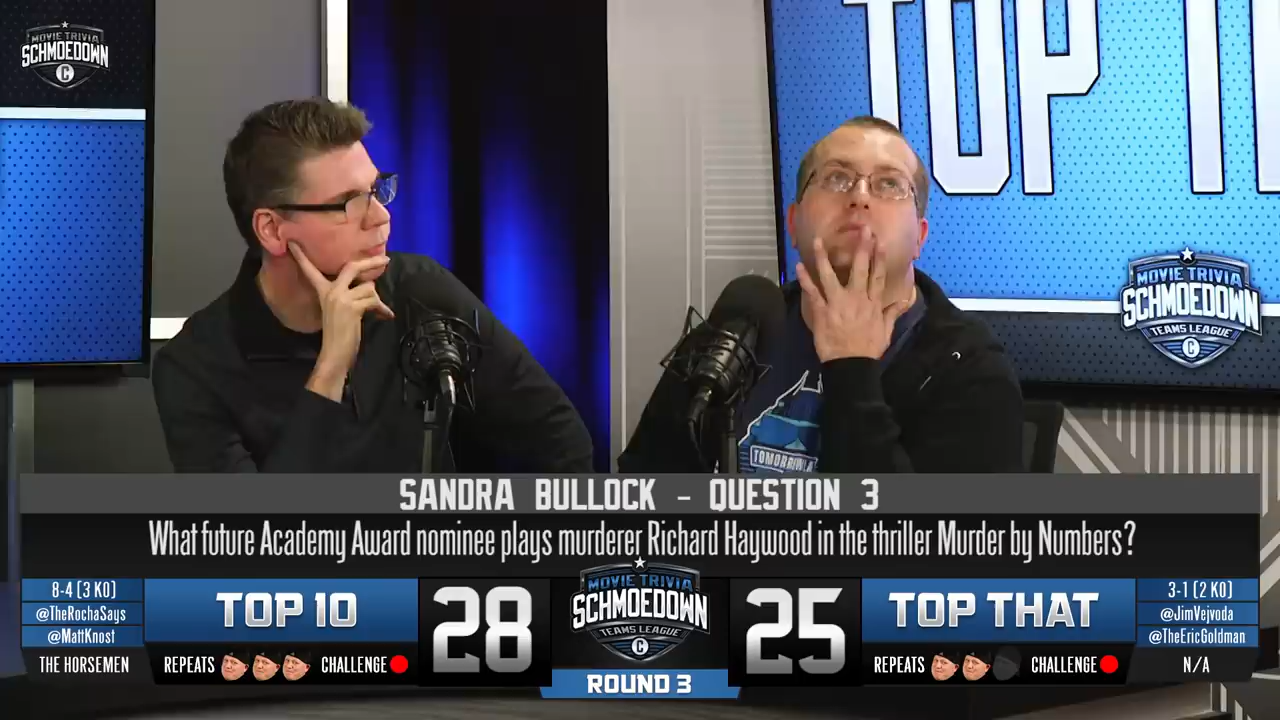 MOVIE TRIVIA
SCHMOEDOWN
C
TOP T
MOVIE TRIVIA
SCHMOEDOWN
TEAMS LEAGUE
C
SANDRA BULLOCK - QUESTION 3
What future Academy Award nominee plays murderer Richard Haywood in the thriller Murder by Numbers?
8-4 (3 KO)
@TheRochaSays
@MattKnost
THE HORSEMEN
TOP 10
REPEATS
CHALLENGE
28
MOVIE TRIVIA
SCHMOEDOWN
TEAMS LEAGUE
C
ROUND 3
25
TOP THAT
REPEATS
CHALLENGE
3-1 (2 KO)
@JimVejvoda
@TheEricGoldman
N/A